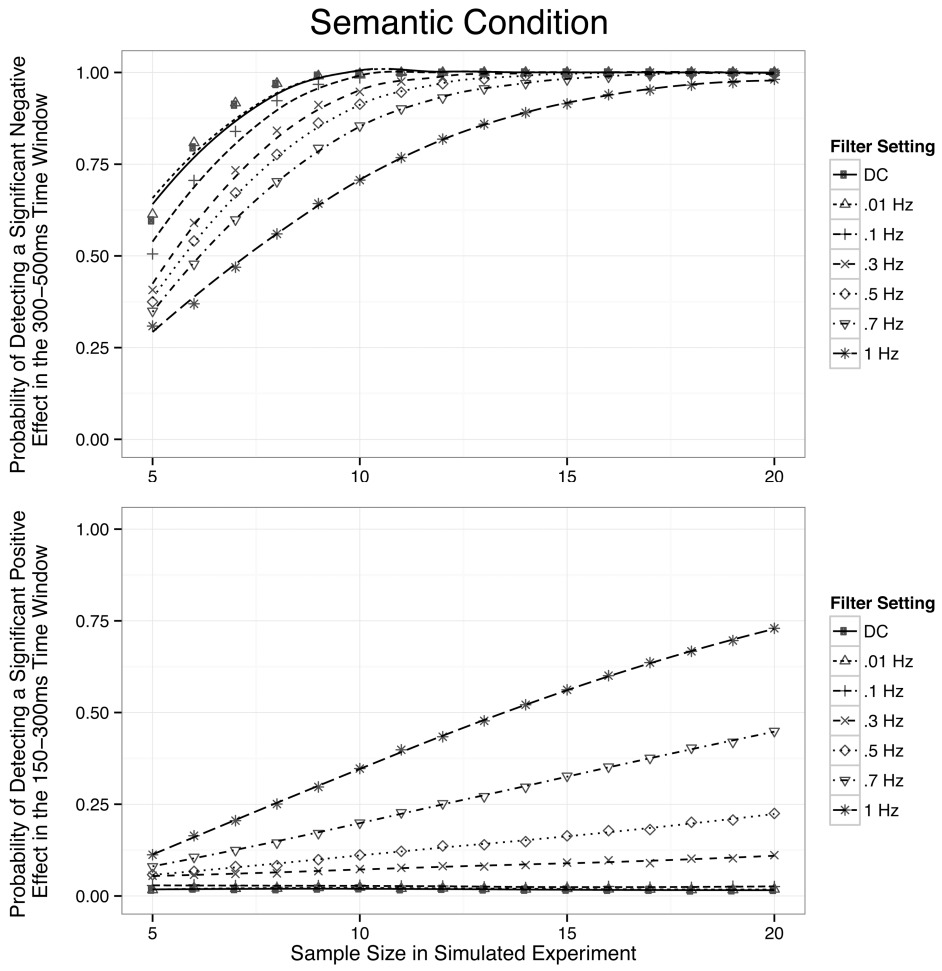 Semantic Condition
Probability of Detecting a Significant Negative
Effect in the 300−500ms Time Window
1.00
0.75
0.50
0.25
0.00
5
10
15
20
Filter Setting
DC
.01 Hz
.1 Hz
.3 Hz
.5 Hz
.7 Hz
1 Hz
Probability of Detecting a Significant Positive
Effect in the 150−300ms Time Window
1.00
0.75
0.50
0.25
0.00
5
10
15
20
Sample Size in Simulated Experiment
Filter Setting
DC
.01 Hz
.1 Hz
.3 Hz
.5 Hz
.7 Hz
1 Hz